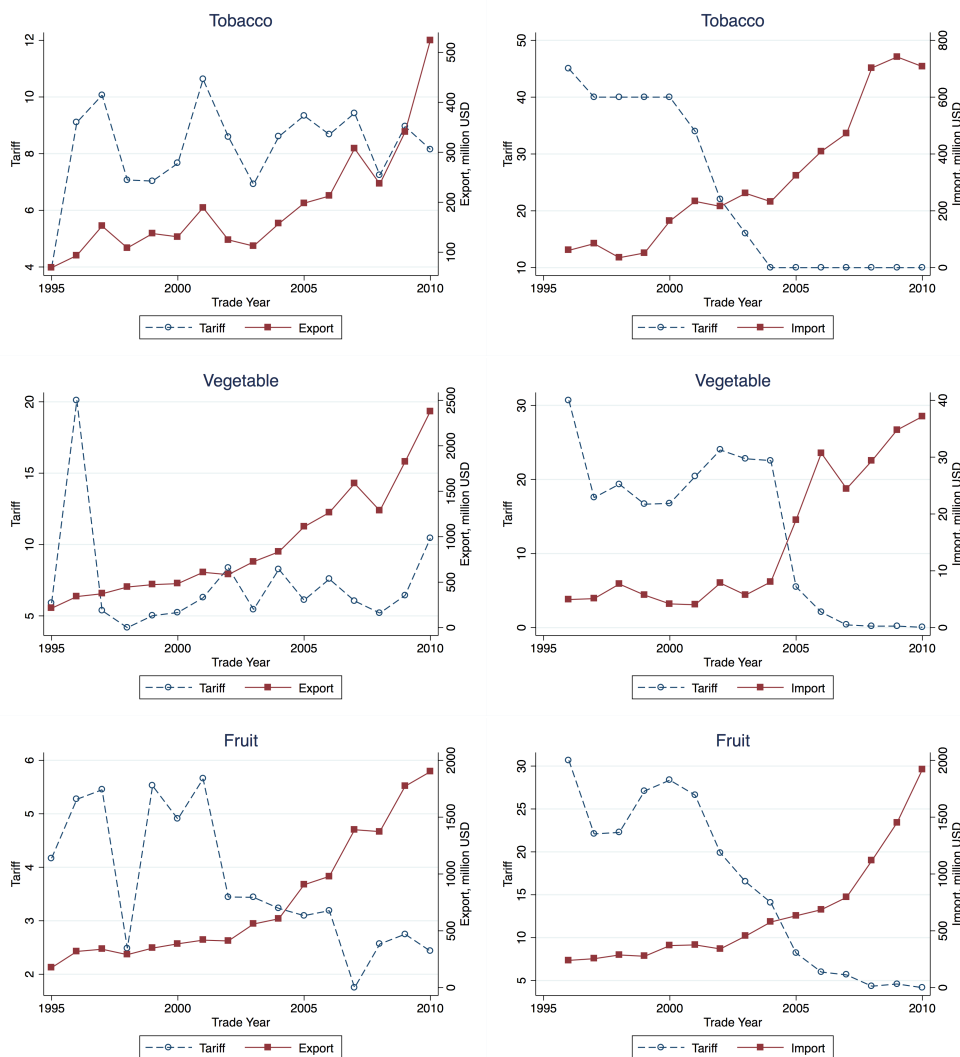 Tobacco
12
10
8
6
4
Tariff
500
400
300
200
100
Export, million USD
1995 2000 2005 2010
Trade Year
Tariff Export
Tobacco
50
40
30
20
10
Tariff
800
600
400
200
0
Import, million USD
1995 2000 2005 2010
Trade Year
Tariff Import
Vegetable
20
15
10
5
Tariff
2500
2000
1500
1000
500
0
Export, million USD
1995 2000 2005 2010
Trade Year
Tariff Export
Vegetable
30
20
10
0
Tariff
40
30
20
10
0
Import, million USD
1995 2000 2005 2010
Trade Year
Tariff Import
Fruit
6
5
4
3
2
Tariff
2000
1500
1000
500
0
Export, million USD
1995 2000 2005 2010
Trade Year
Tariff Export
Fruit
30
25
20
15
10
5
Tariff
2000
1500
1000
500
0
Import, million USD
1995 2000 2005 2010
Trade Year
Tariff Import